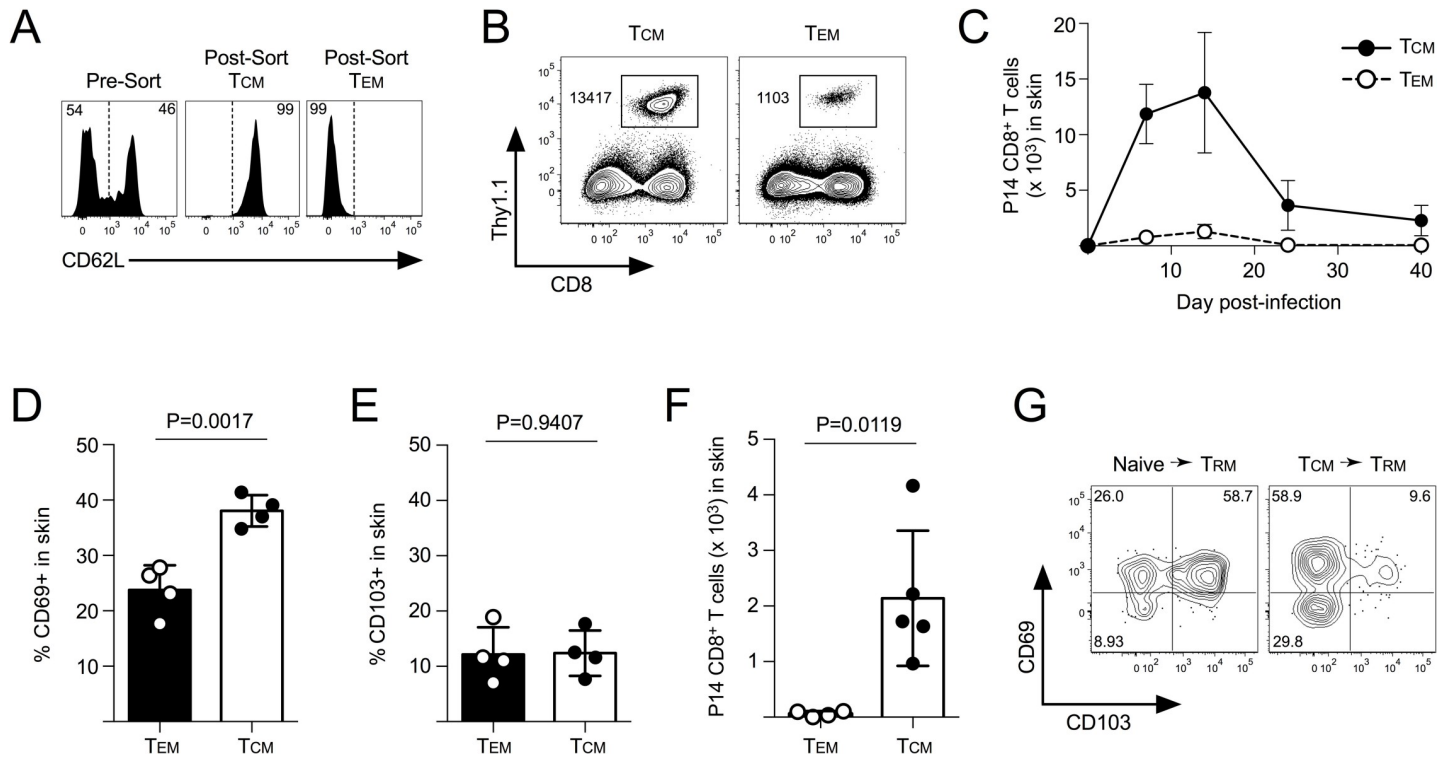 A
Pre-Sort
Post-Sort
TCM
Post-Sort
TEM
54 46
99
99
0 10³ 10⁴ 10⁵
0 10³ 10⁴ 10⁵
0 10³ 10⁴ 10⁵
CD62L
B
TCM TEM
10⁵
10⁴
10³
10²
0
13417
1103
0 10² 10³ 10⁴ 10⁵
0 10² 10³ 10⁴ 10⁵
Thy1.1
CD8
C
P14 CD8⁺ T cells
(x 10³) in skin
20
15
10
5
10 20 30 40
Day post-infection
TCM
TEM
D
P=0.0017
% CD69+ in skin
50
40
30
20
10
TEM TCM
E
P=0.9407
% CD103+ in skin
50
40
30
20
10
TEM TCM
F
P=0.0119
P14 CD8⁺ T cells (x 10³) in skin
5
4
3
2
1
TEM TCM
G
Naive TRM
TCM TRM
26.0 58.7
8.93
58.9 9.6
29.8
10⁵
10⁴
10³
0
0 10² 10³ 10⁴ 10⁵
0 10² 10³ 10⁴ 10⁵
CD69
CD103